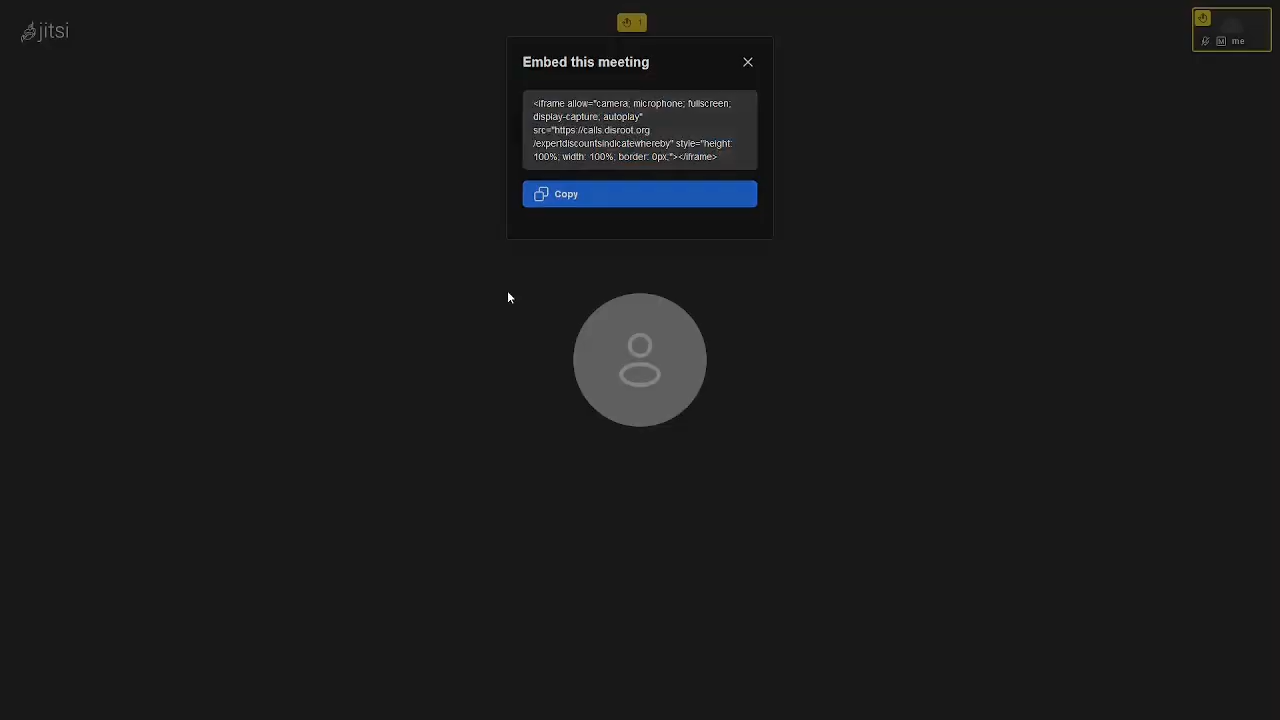 jitsi
1
me
Embed this meeting
<iframe allow="camera; microphone; fullscreen;
display-capture; autoplay"
src="https://calls.disroot.org
/expertdiscountsindicatewhereby" style="height:
100%; width: 100%; border: 0px;"></iframe>
Copy